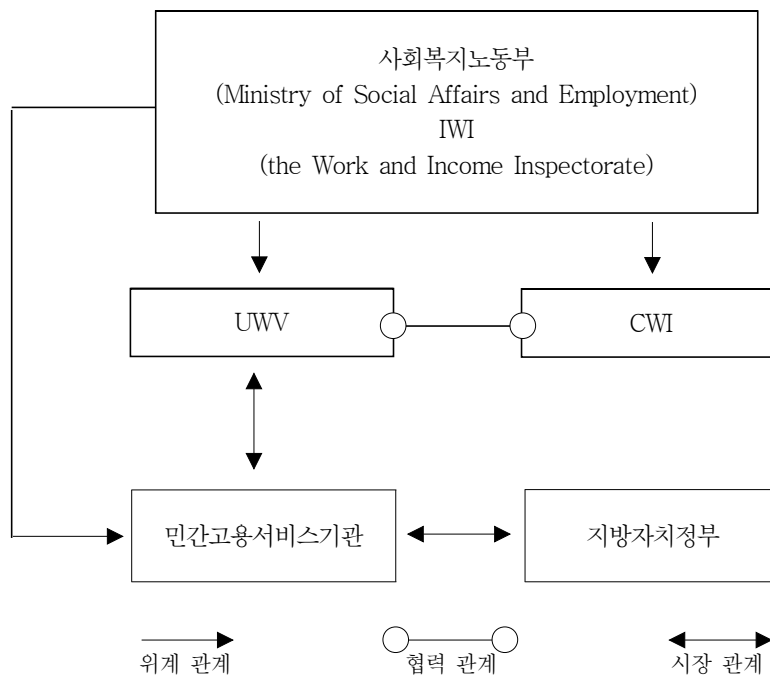 사회복지노동부
(Ministry of Social Affairs and Employment)
IWI
(the Work and Income Inspectorate)
UWV
CWI
민간고용서비스기관
지방자치정부
위계 관계
협력 관계
시장 관계